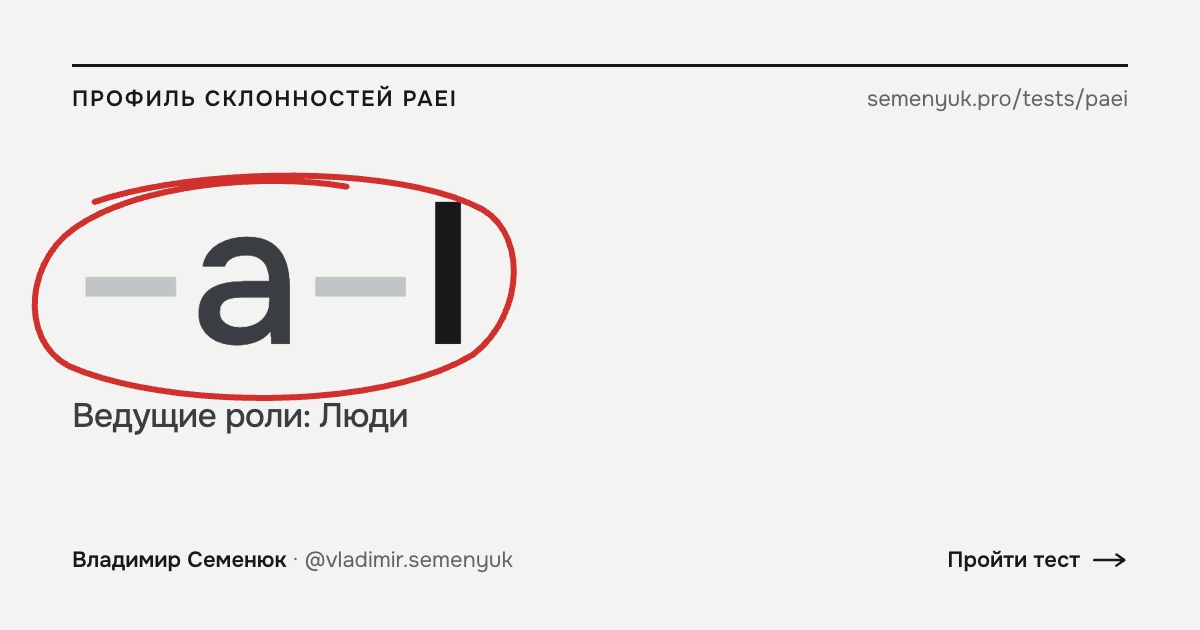 ПРОФИЛЬ СКЛОННОСТЕЙ PAEI
semenyuk.pro/tests/paei
–a–I
Ведущие роли: Люди
Владимир Семенюк · @vladimir.semenyuk
Пройти тест →